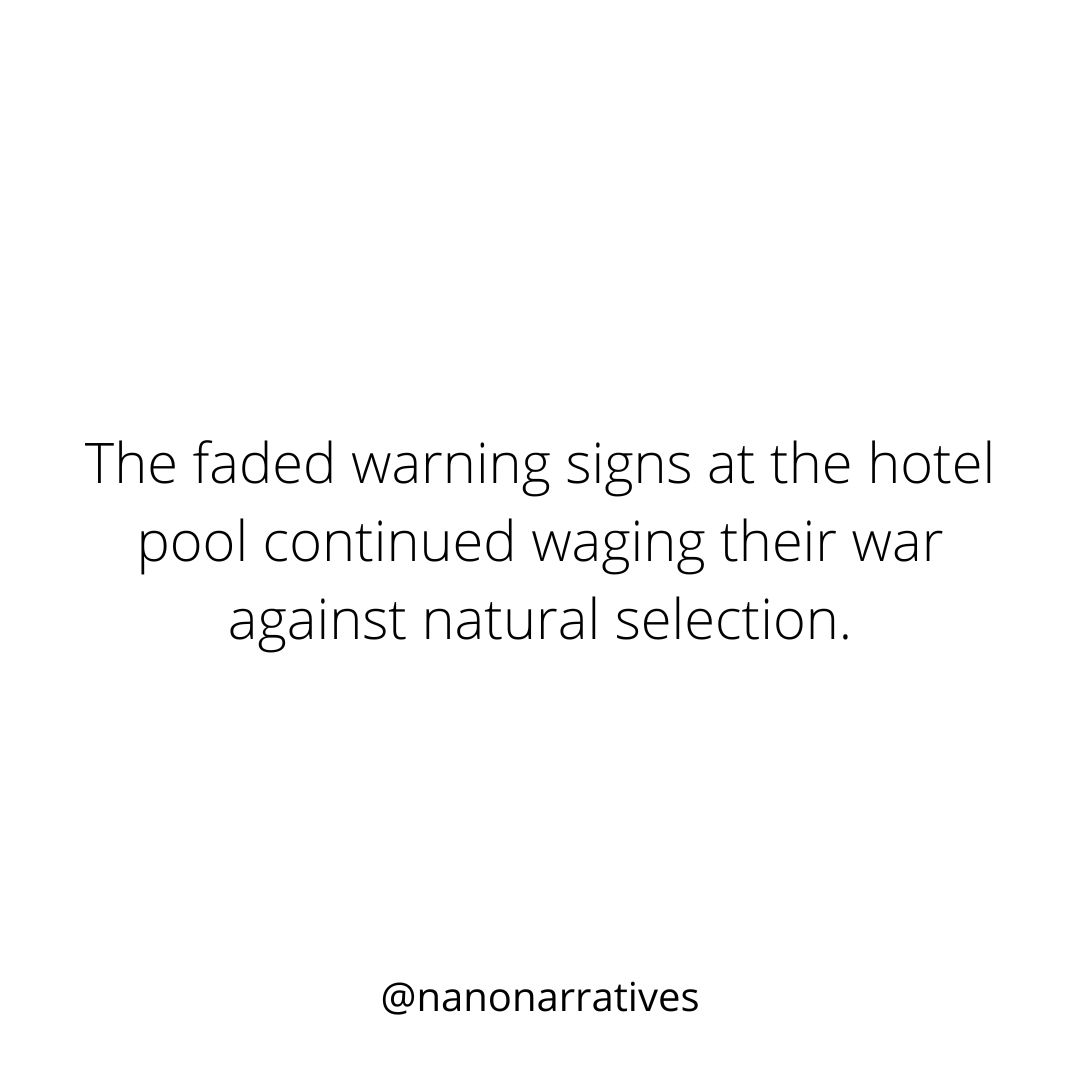 The faded warning signs at the hotel
pool continued waging their war
against natural selection.
@nanonarratives